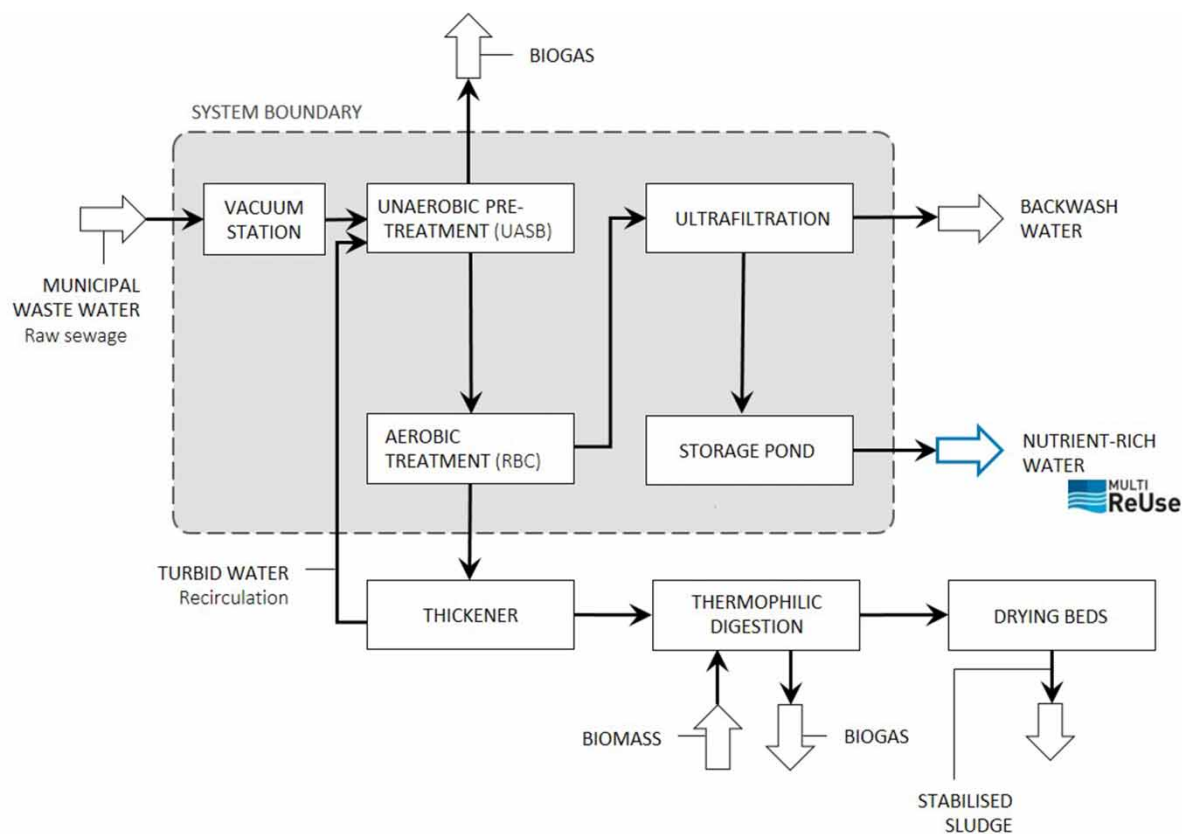 BIOGAS
SYSTEM BOUNDARY
VACUUM
STATION
UNAEROBIC PRE-
TREATMENT (UASB)
ULTRAFILTRATION
BACKWASH
WATER
MUNICIPAL
WASTE WATER
Raw sewage
AEROBIC
TREATMENT (RBC)
STORAGE POND
NUTRIENT-RICH
WATER
MULTI
ReUse
TURBID WATER
Recirculation
THICKENER
THERMOPHILIC
DIGESTION
DRYING BEDS
BIOMASS
BIOGAS
STABILISED
SLUDGE